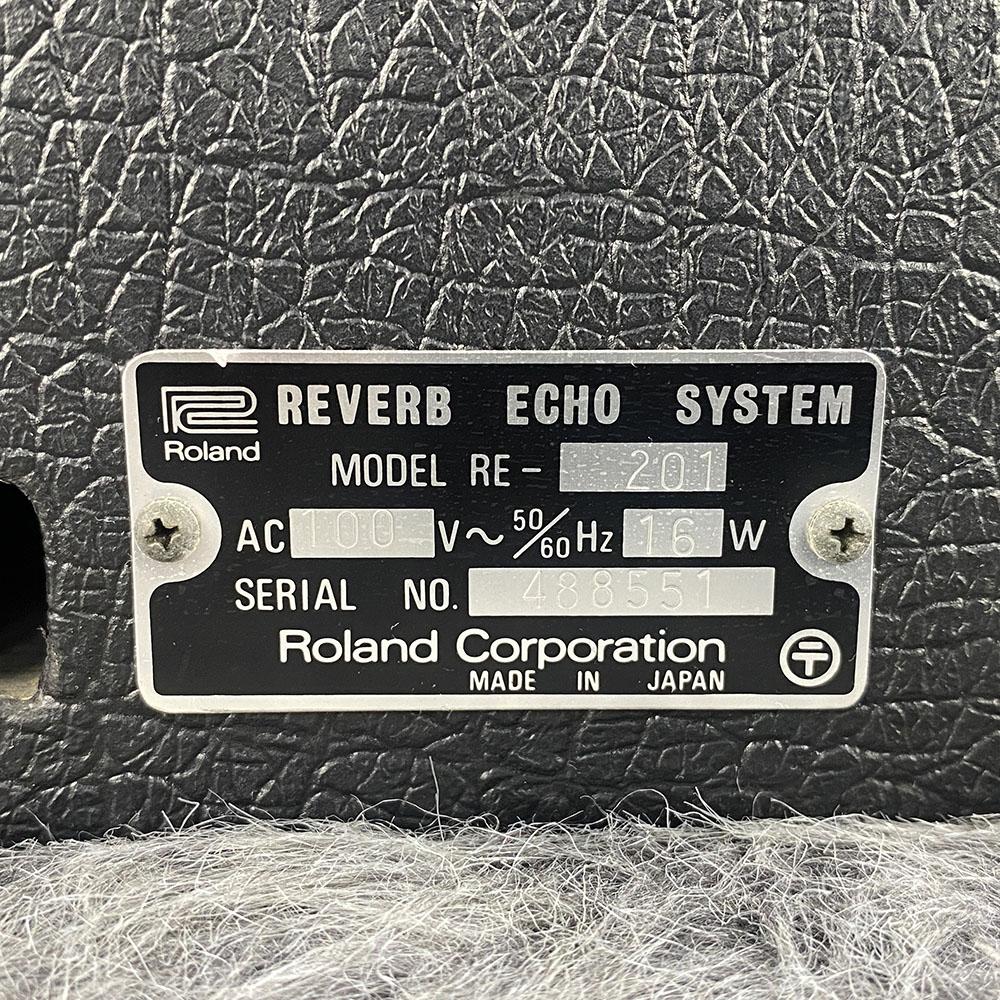 Roland REVERB ECHO SYSTEM
MODEL RE - 201
AC 100 V~ 50/60 Hz 16 W
SERIAL NO. 488551
Roland Corporation
MADE IN JAPAN